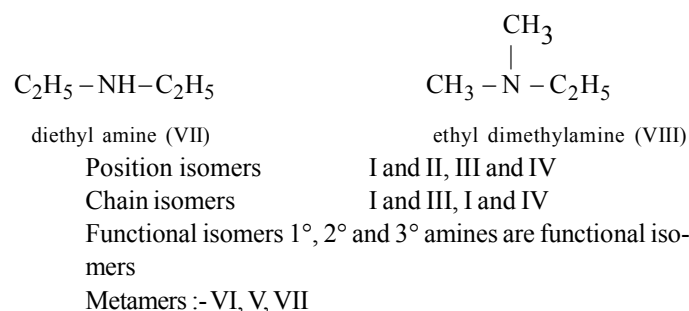 CH3
|
C2H5 – NH– C2H5 CH3 – N – C2H5
diethyl amine (VII) ethyl dimethylamine (VIII)
Position isomers I and II, III and IV
Chain isomers I and III, I and IV
Functional isomers 1°, 2° and 3° amines are functional iso-
mers
Metamers :- VI, V, VII